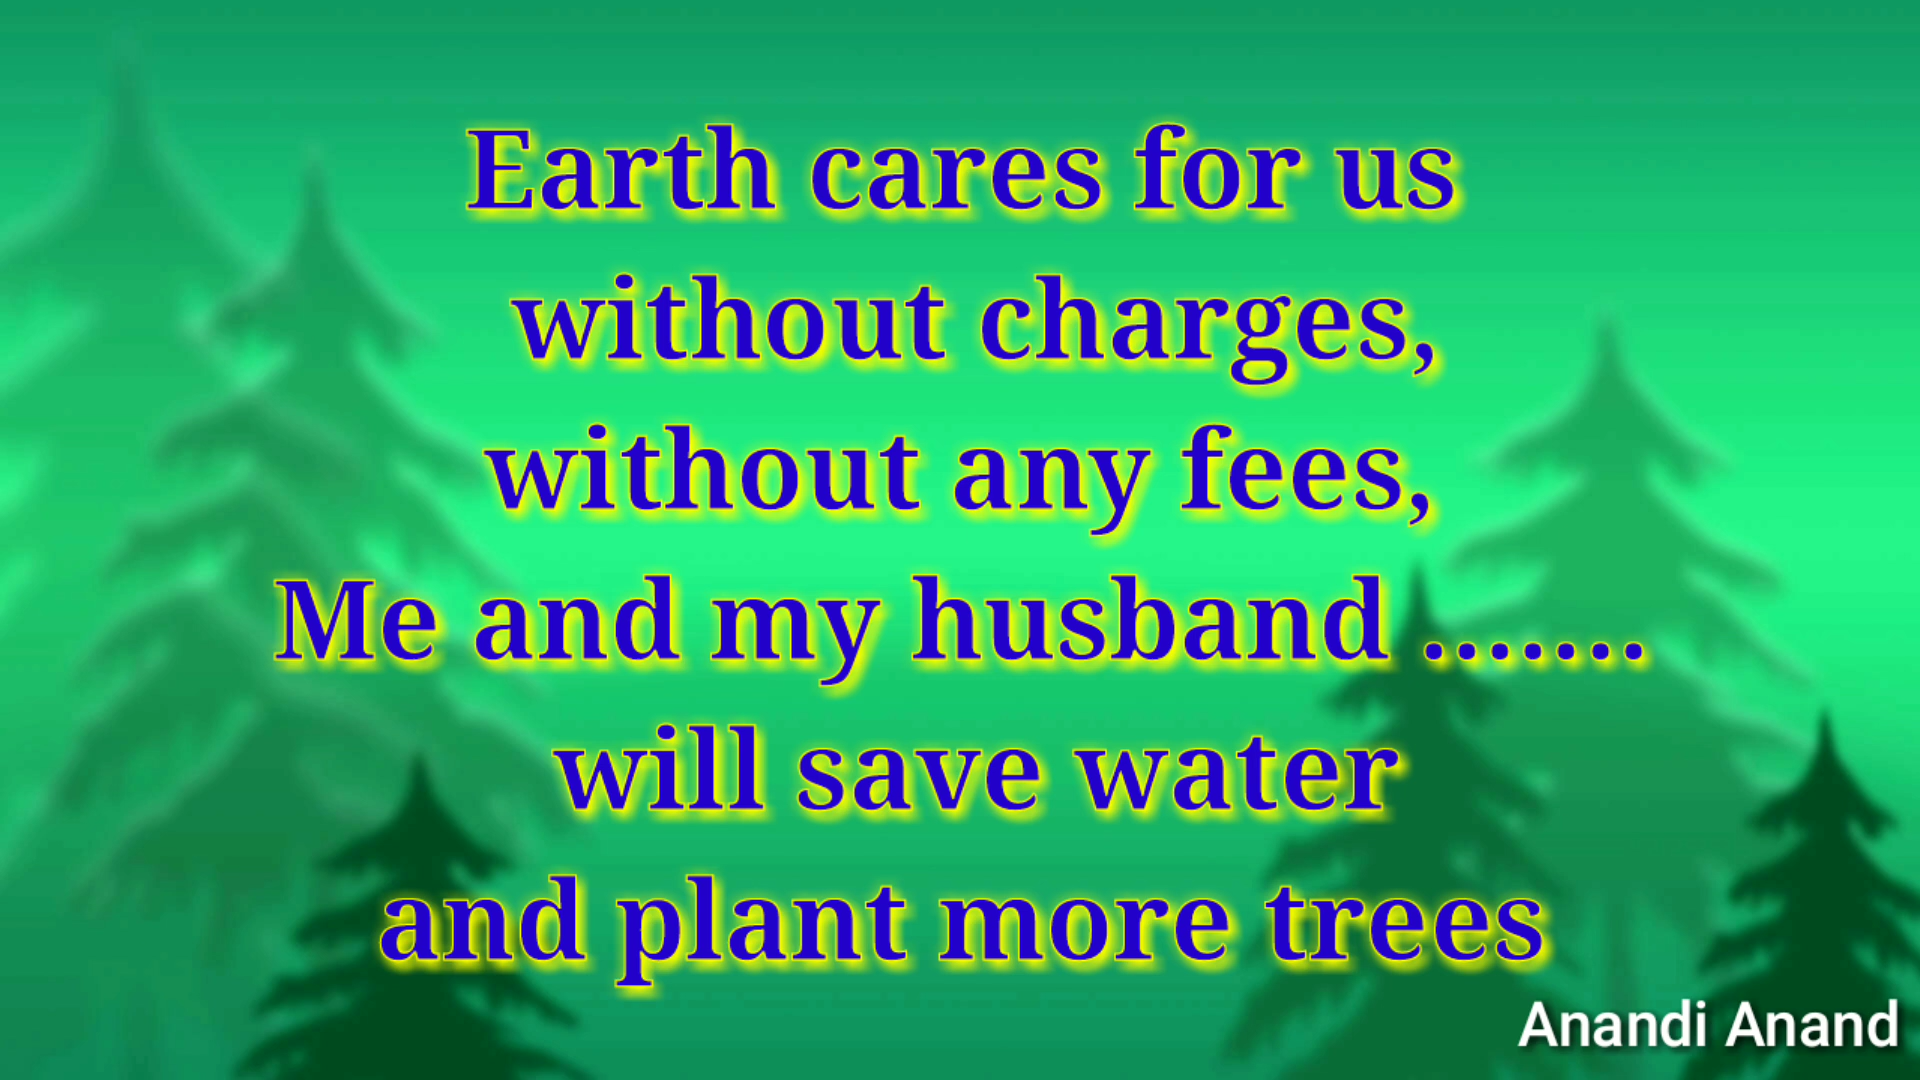 Earth cares for us
without charges,
without any fees,
Me and my husband .......
will save water
and plant more trees
Anandi Anand